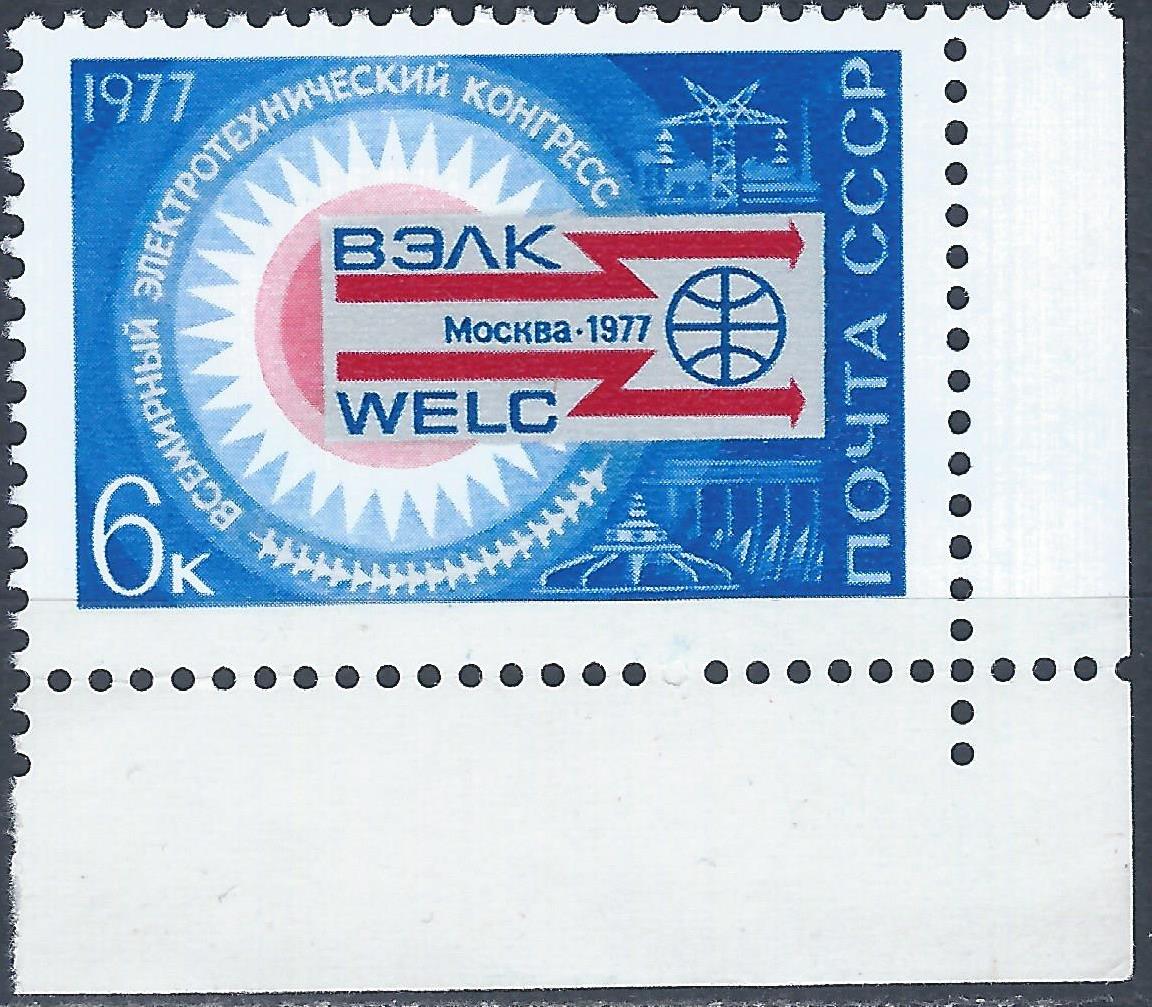 1977
ВСЕМИРНЫЙ ЭЛЕКТРОТЕХНИЧЕСКИЙ КОНГРЕСС
ВЭЛК
Москва·1977
WELC
6к
ПОЧТА СССР